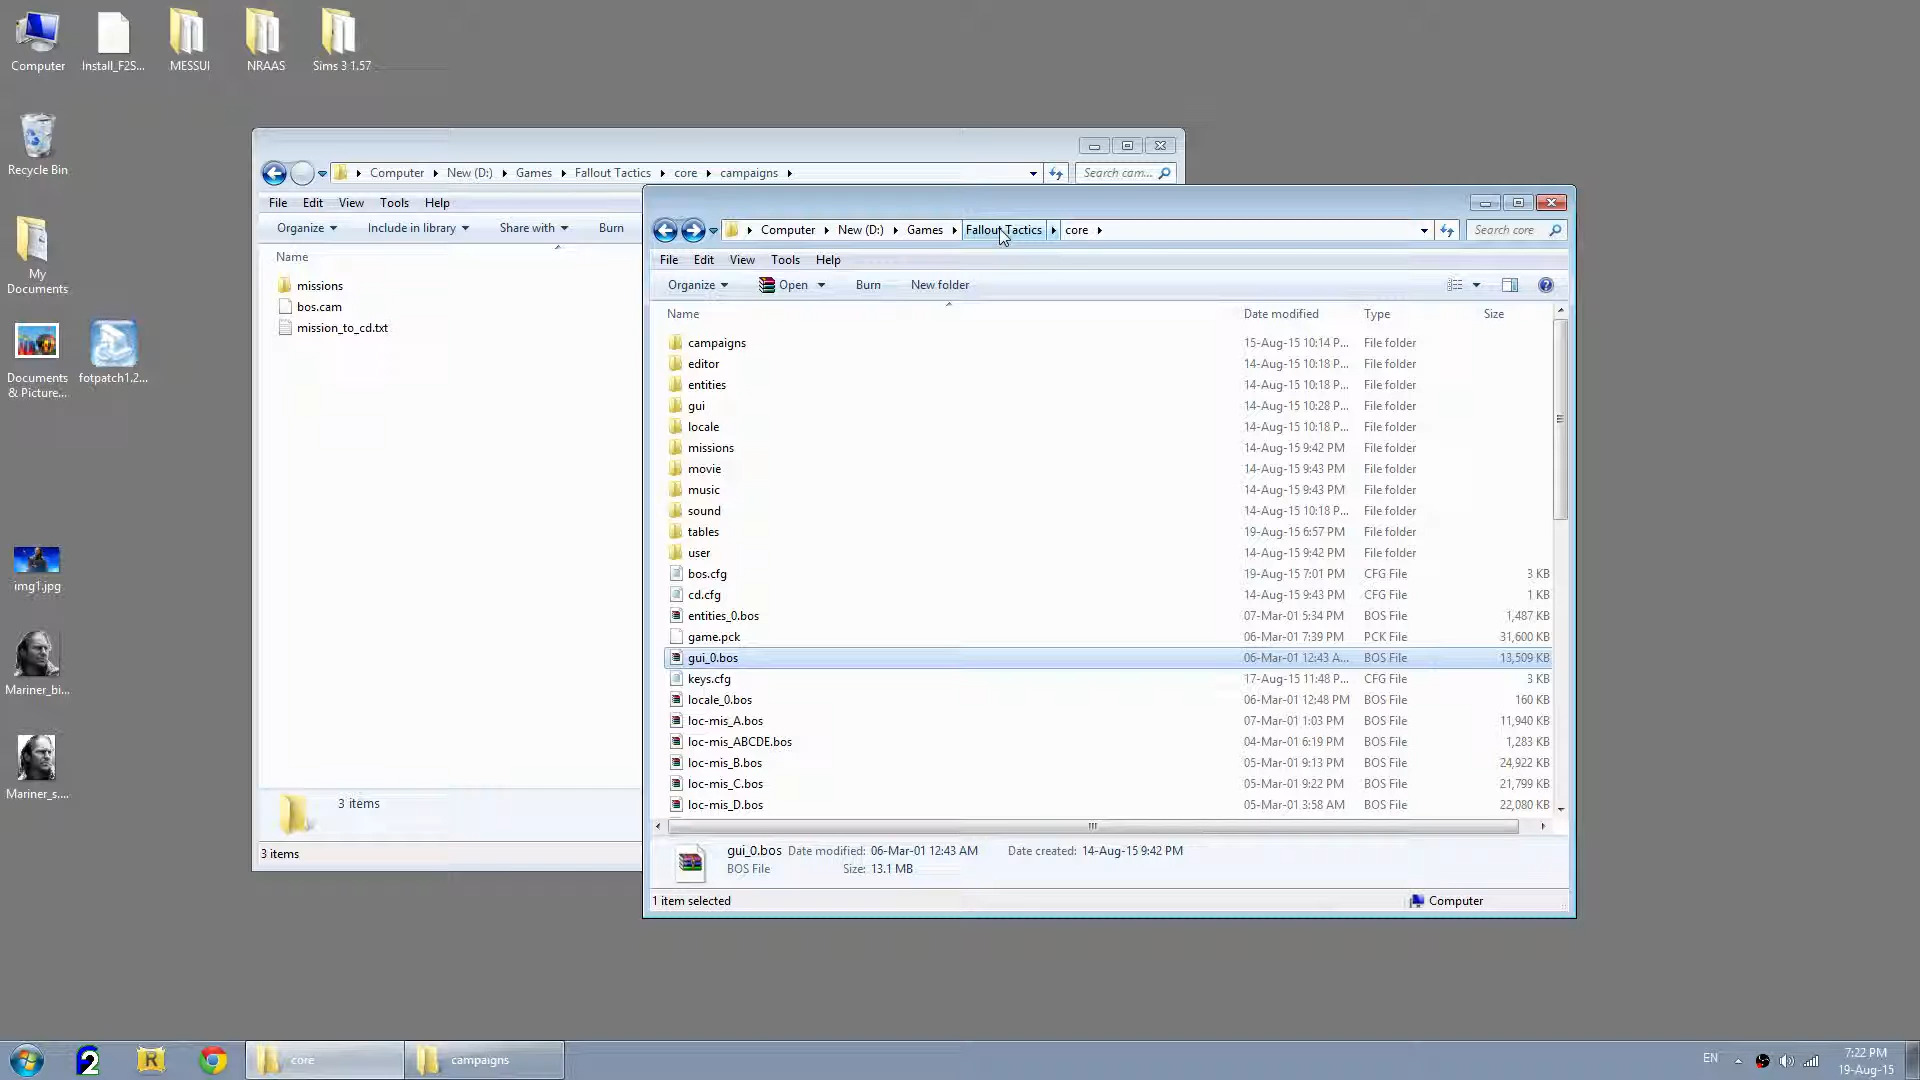 Computer
Install_F2S...
MESSUI
NRAAS
Sims 3 1.57
Recycle Bin
My
Documents
Documents
& Picture...
fotpatch1.2...
img1.jpg
Mariner_bi...
Mariner_s....
Computer New (D:) Games Fallout Tactics core campaigns
Search cam...
File Edit View Tools Help
Organize Include in library Share with Burn
Name
missions
bos.cam
mission_to_cd.txt
3 items
3 items
Computer New (D:) Games Fallout Tactics core
Search core
File Edit View Tools Help
Organize Open Burn New folder
Name Date modified Type Size
campaigns 15-Aug-15 10:14 P... File folder
editor 14-Aug-15 10:18 P... File folder
entities 14-Aug-15 10:18 P... File folder
gui 14-Aug-15 10:28 P... File folder
locale 14-Aug-15 10:18 P... File folder
missions 14-Aug-15 9:42 PM File folder
movie 14-Aug-15 9:43 PM File folder
music 14-Aug-15 9:43 PM File folder
sound 14-Aug-15 10:18 P... File folder
tables 19-Aug-15 6:57 PM File folder
user 14-Aug-15 9:42 PM File folder
bos.cfg 19-Aug-15 7:01 PM CFG File 3 KB
cd.cfg 14-Aug-15 9:43 PM CFG File 1 KB
entities_0.bos 07-Mar-01 5:34 PM BOS File 1,487 KB
game.pck 06-Mar-01 7:39 PM PCK File 31,600 KB
gui_0.bos 06-Mar-01 12:43 A... BOS File 13,509 KB
keys.cfg 17-Aug-15 11:48 P... CFG File 3 KB
locale_0.bos 06-Mar-01 12:48 PM BOS File 160 KB
loc-mis_A.bos 07-Mar-01 1:03 PM BOS File 11,940 KB
loc-mis_ABCDE.bos 04-Mar-01 6:19 PM BOS File 1,283 KB
loc-mis_B.bos 05-Mar-01 9:13 PM BOS File 24,922 KB
loc-mis_C.bos 05-Mar-01 9:22 PM BOS File 21,799 KB
loc-mis_D.bos 05-Mar-01 3:58 AM BOS File 22,080 KB
gui_0.bos Date modified: 06-Mar-01 12:43 AM Date created: 14-Aug-15 9:42 PM
BOS File Size: 13.1 MB
1 item selected
Computer
2
R
core
campaigns
EN
7:22 PM
19-Aug-15